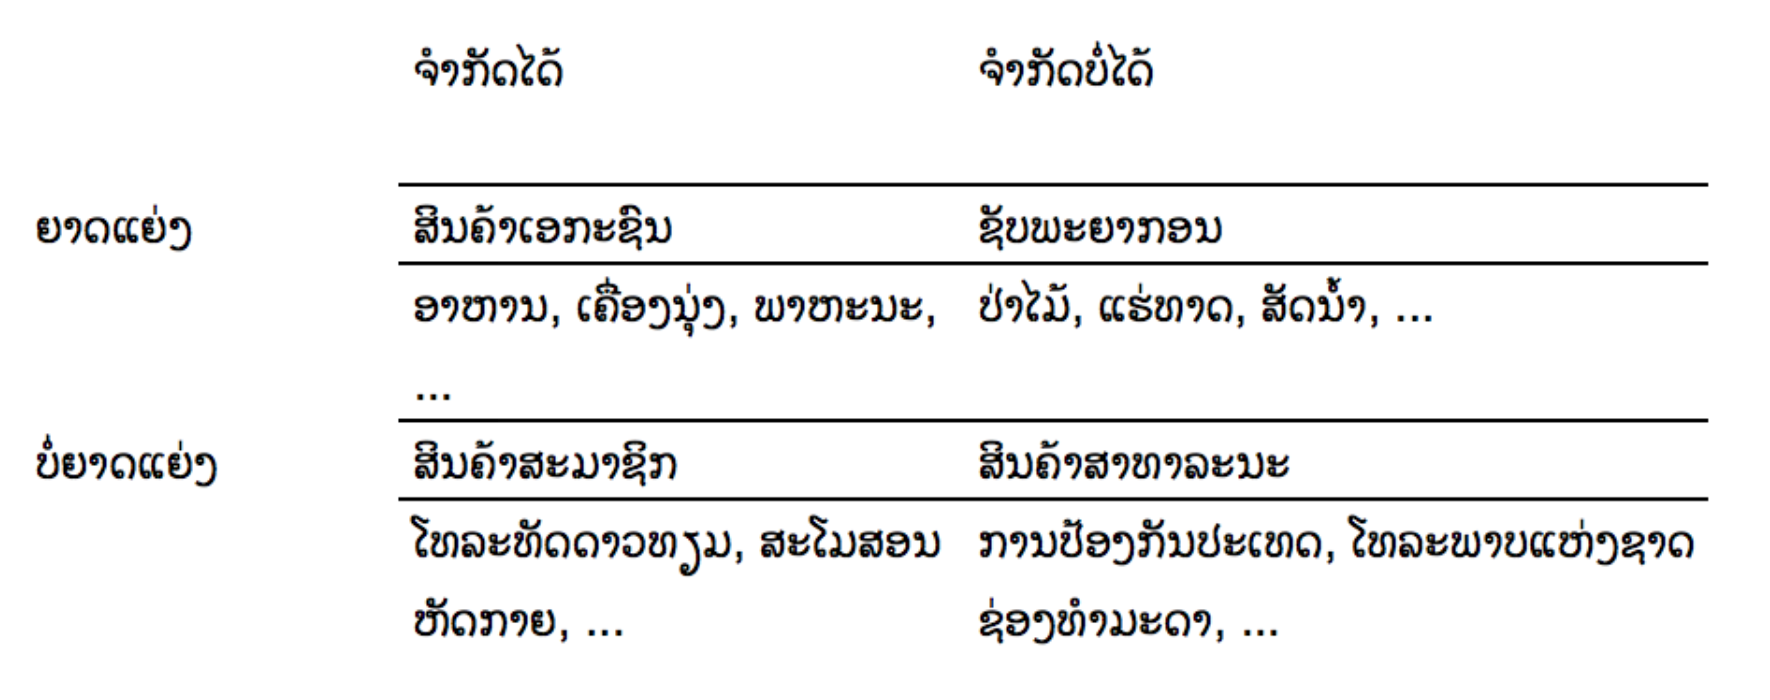 ຈຳກັດໄດ້ ຈຳກັດບໍ່ໄດ້
ຍາດແຍ່ງ ສິນຄ້າເອກະຊົນ ຊັບພະຍາກອນ
ອາຫານ, ເຄື່ອງນຸ່ງ, ພາຫະນະ, ປ່າໄມ້, ແຮ່ທາດ, ສັດນ້ຳ, ...
...
ບໍ່ຍາດແຍ່ງ ສິນຄ້າສະມາຊິກ ສິນຄ້າສາທາລະນະ
ໂທລະທັດດາວທຽມ, ສະໂມສອນ ການປ້ອງກັນປະເທດ, ໂທລະພາບແຫ່ງຊາດ
ຫັດກາຍ, ... ຊ່ອງທຳມະດາ, ...